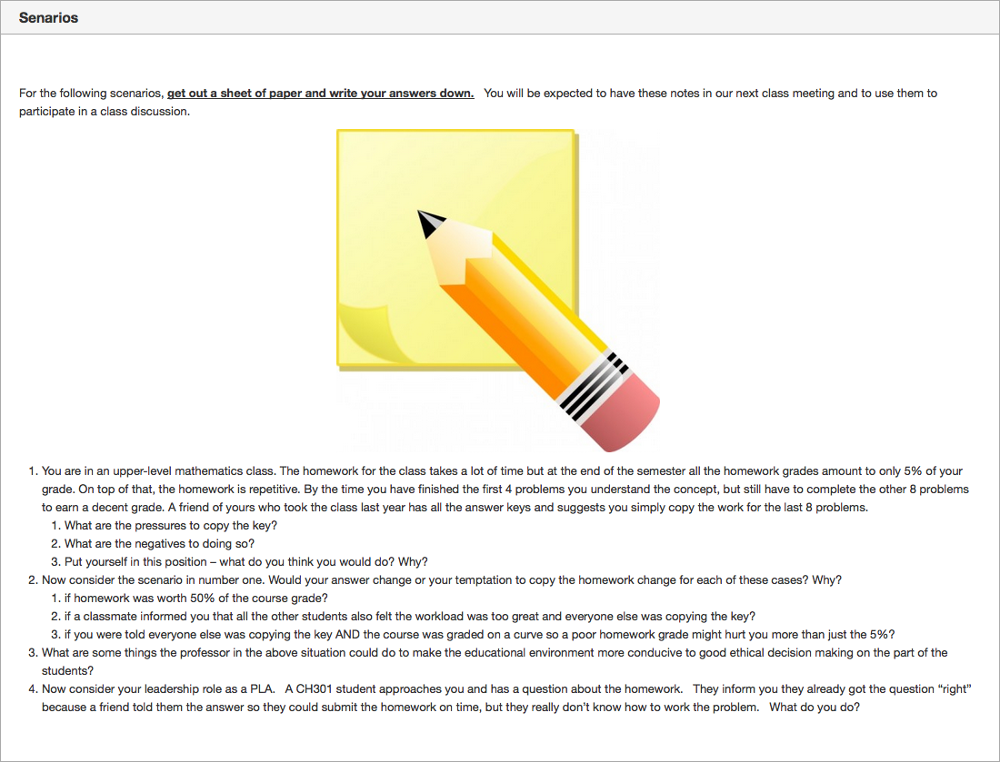 Senarios
For the following scenarios, get out a sheet of paper and write your answers down.   You will be expected to have these notes in our next class meeting and to use them to
participate in a class discussion.
1. You are in an upper-level mathematics class. The homework for the class takes a lot of time but at the end of the semester all the homework grades amount to only 5% of your
grade. On top of that, the homework is repetitive. By the time you have finished the first 4 problems you understand the concept, but still have to complete the other 8 problems
to earn a decent grade. A friend of yours who took the class last year has all the answer keys and suggests you simply copy the work for the last 8 problems.
1. What are the pressures to copy the key?
2. What are the negatives to doing so?
3. Put yourself in this position – what do you think you would do? Why?
2. Now consider the scenario in number one. Would your answer change or your temptation to copy the homework change for each of these cases? Why?
1. if homework was worth 50% of the course grade?
2. if a classmate informed you that all the other students also felt the workload was too great and everyone else was copying the key?
3. if you were told everyone else was copying the key AND the course was graded on a curve so a poor homework grade might hurt you more than just the 5%?
3. What are some things the professor in the above situation could do to make the educational environment more conducive to good ethical decision making on the part of the
students?
4. Now consider your leadership role as a PLA.   A CH301 student approaches you and has a question about the homework.   They inform you they already got the question “right”
because a friend told them the answer so they could submit the homework on time, but they really don’t know how to work the problem.   What do you do?